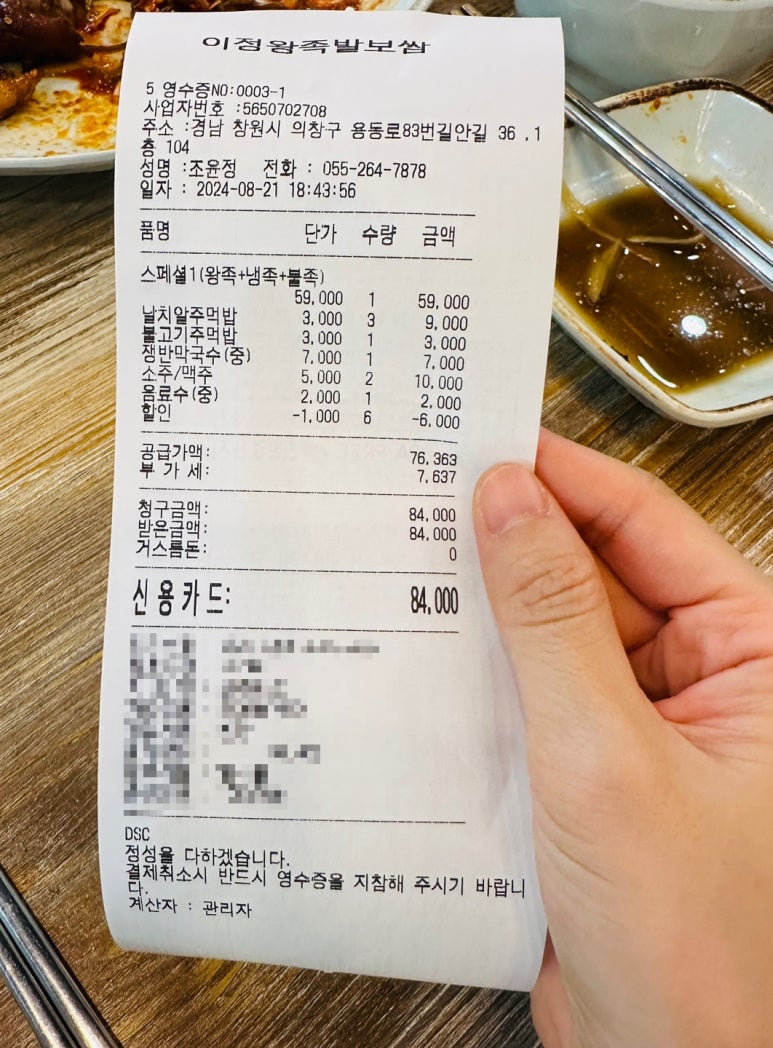 이정왕족발보쌈
5 영수증NO:0003-1
사업자번호 :5650702708
주소 :경남 창원시 의창구 용동로83번길안길 36 ,1
층 104
성명 :조윤정 전화 : 055-264-7878
일자 : 2024-08-21 18:43:56
품명 단가 수량 금액
스페셜1(왕족+냉족+불족)
59,000 1 59,000
날치알주먹밥 3,000 3 9,000
불고기주먹밥 3,000 1 3,000
쟁반막국수(중) 7,000 1 7,000
소주/맥주 5,000 2 10,000
음료수(중) 2,000 1 2,000
할인 -1,000 6 -6,000
공급가액: 76,363
부 가 세: 7,637
청구금액: 84,000
받은금액: 84,000
거스름돈: 0
신용카드: 84,000
DSC
정성을 다하겠습니다.
결제취소시 반드시 영수증을 지참해 주시기 바랍니
다.
계산자 : 관리자